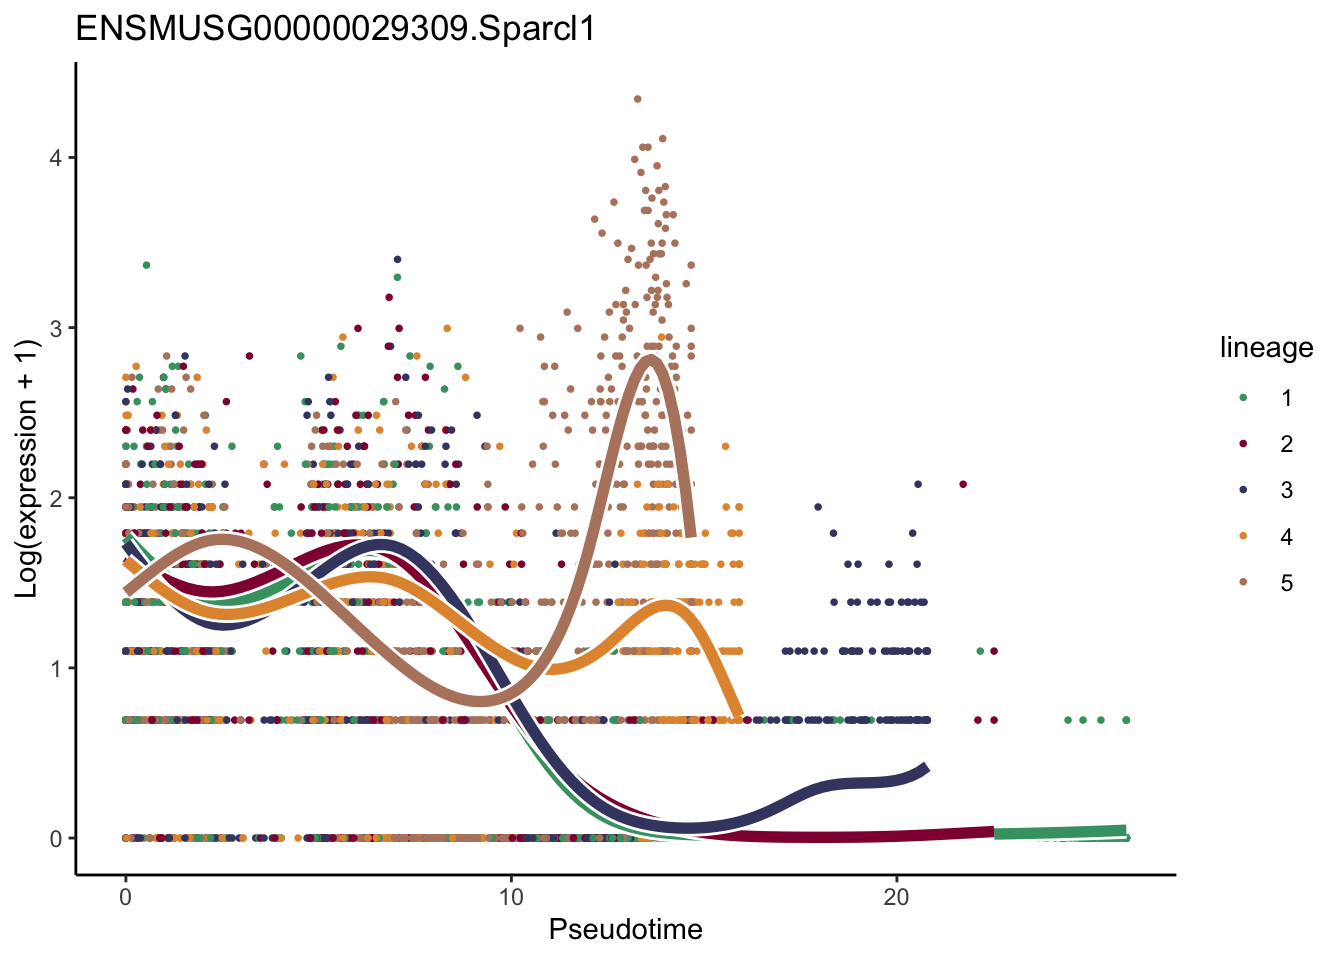 ENSMUSG00000029309.Sparcl1
Log(expression + 1)
4
3
2
1
0
0 10 20
Pseudotime
lineage
1
2
3
4
5